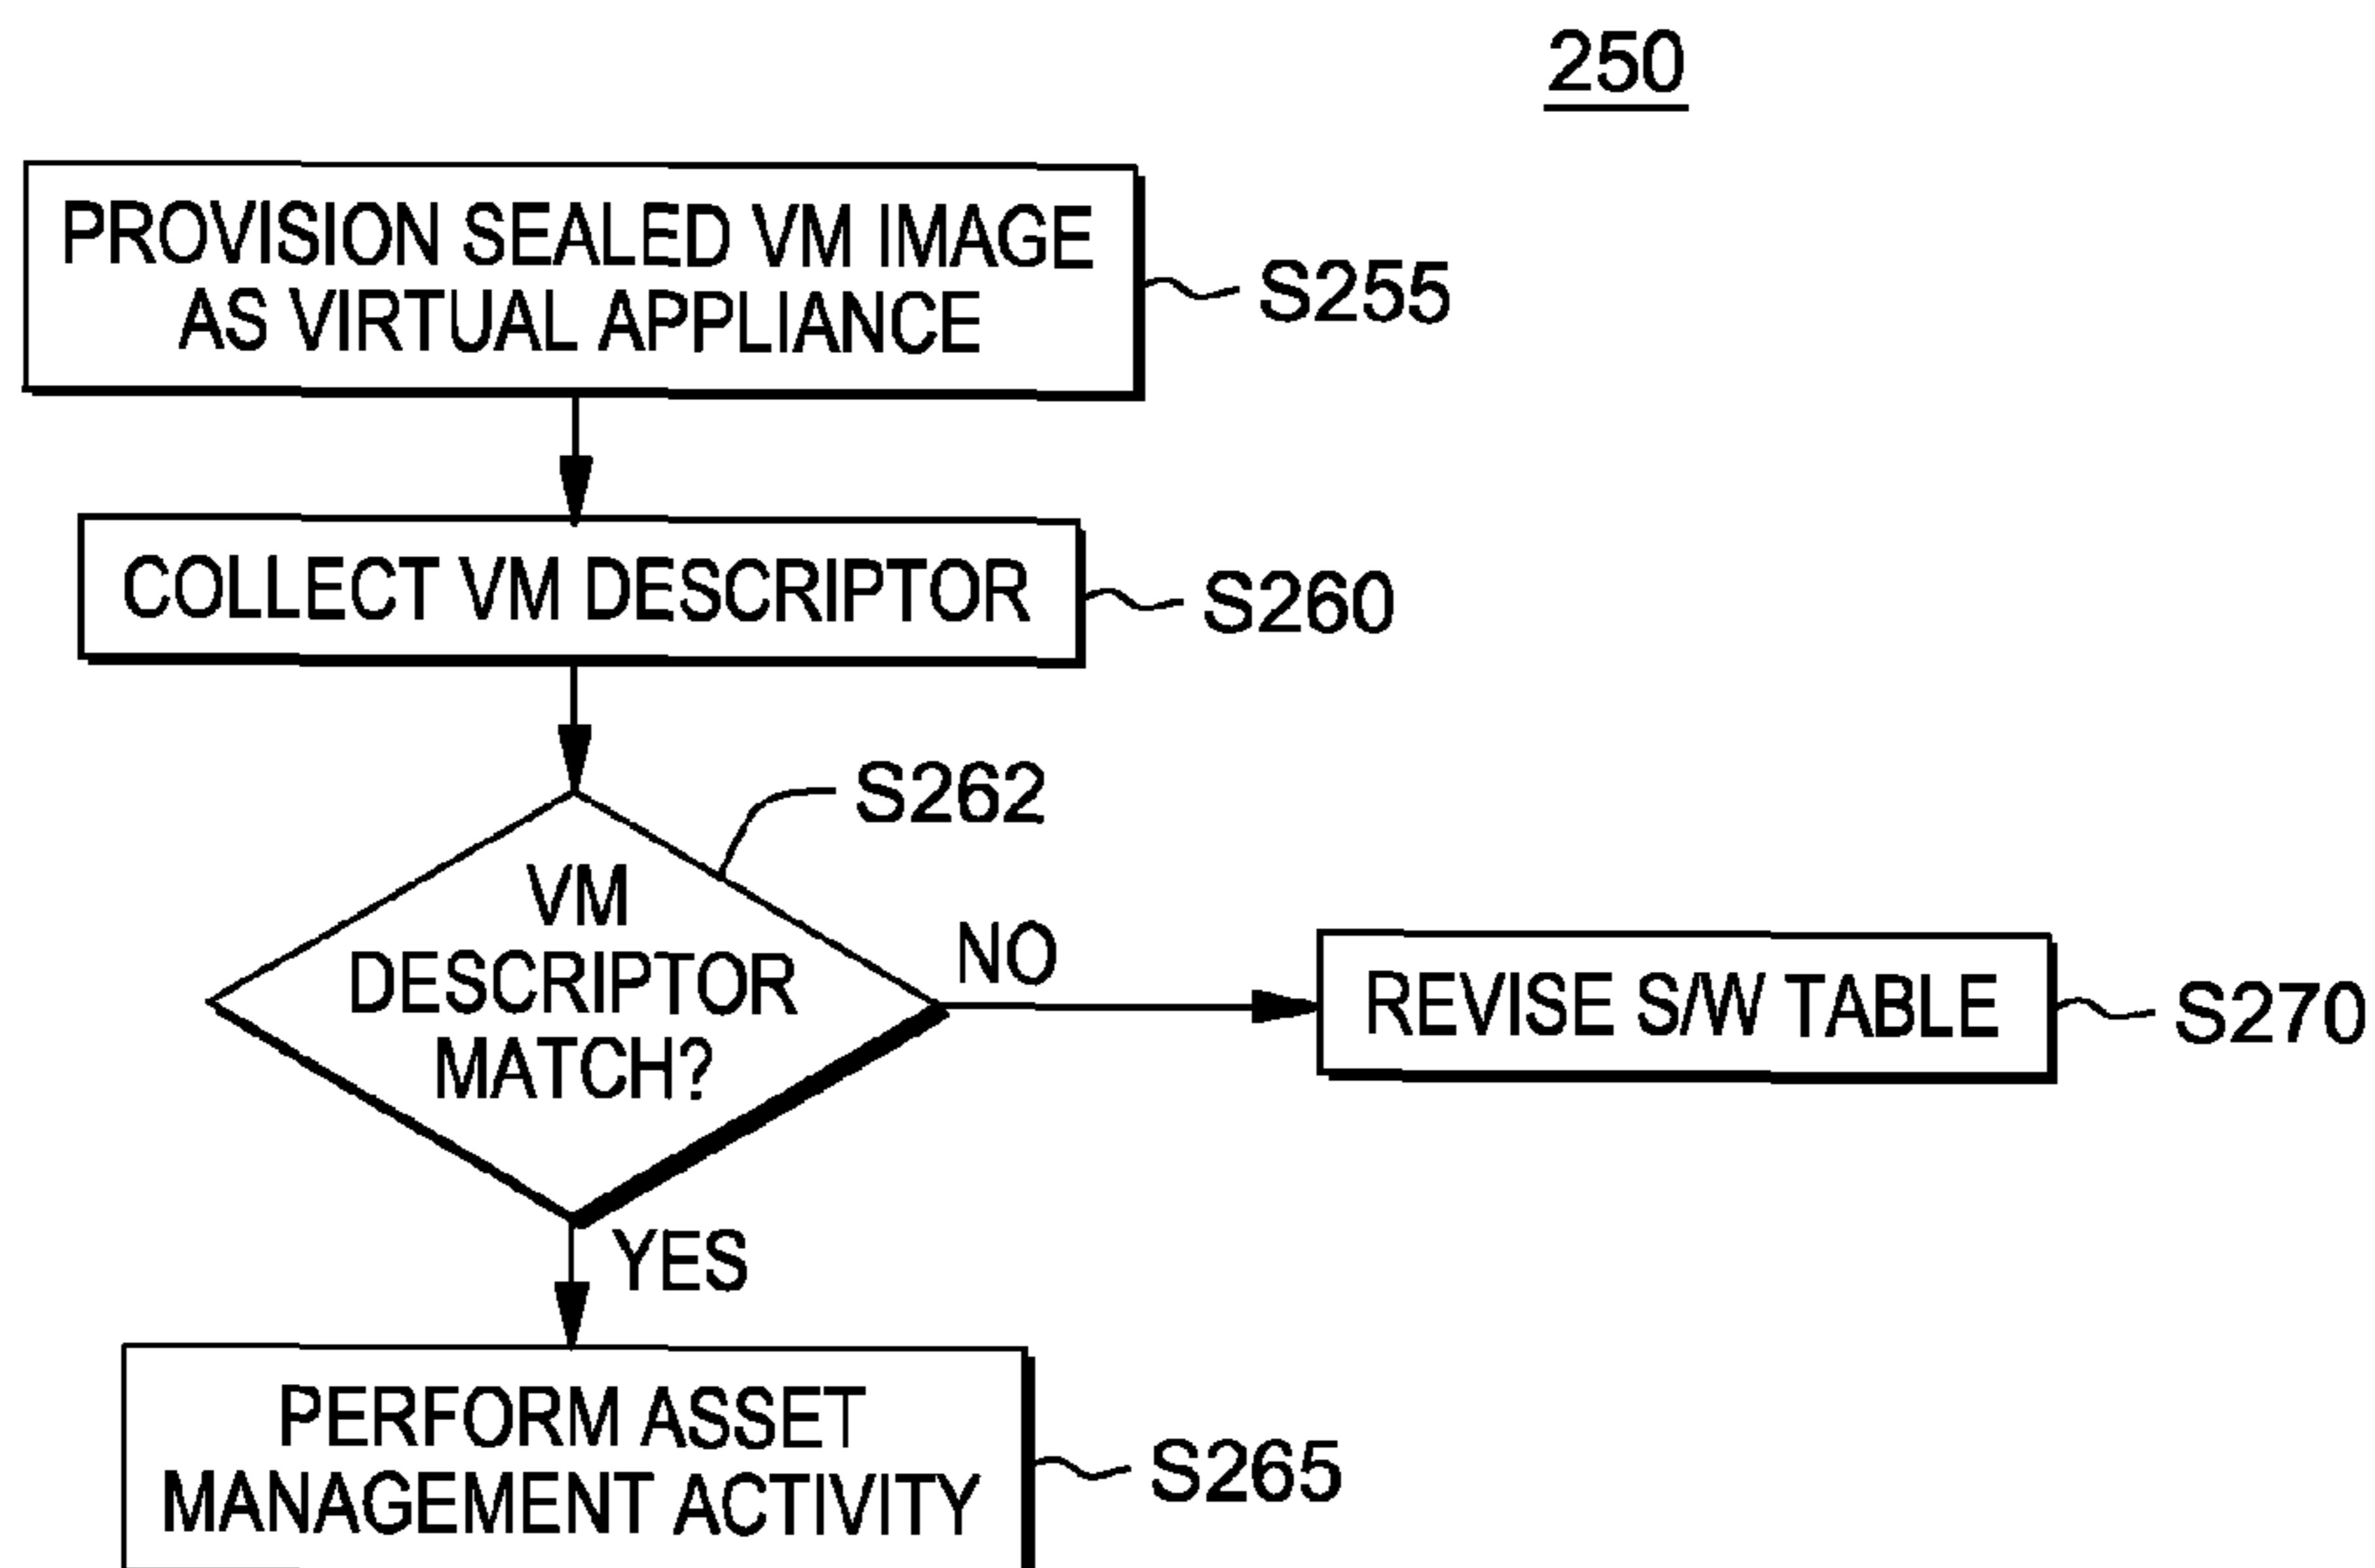 250
PROVISION SEALED VM IMAGE
AS VIRTUAL APPLIANCE
S255
COLLECT VM DESCRIPTOR
S260
S262
VM
DESCRIPTOR
MATCH?
NO
REVISE S/W TABLE
S270
YES
PERFORM ASSET
MANAGEMENT ACTIVITY
S265